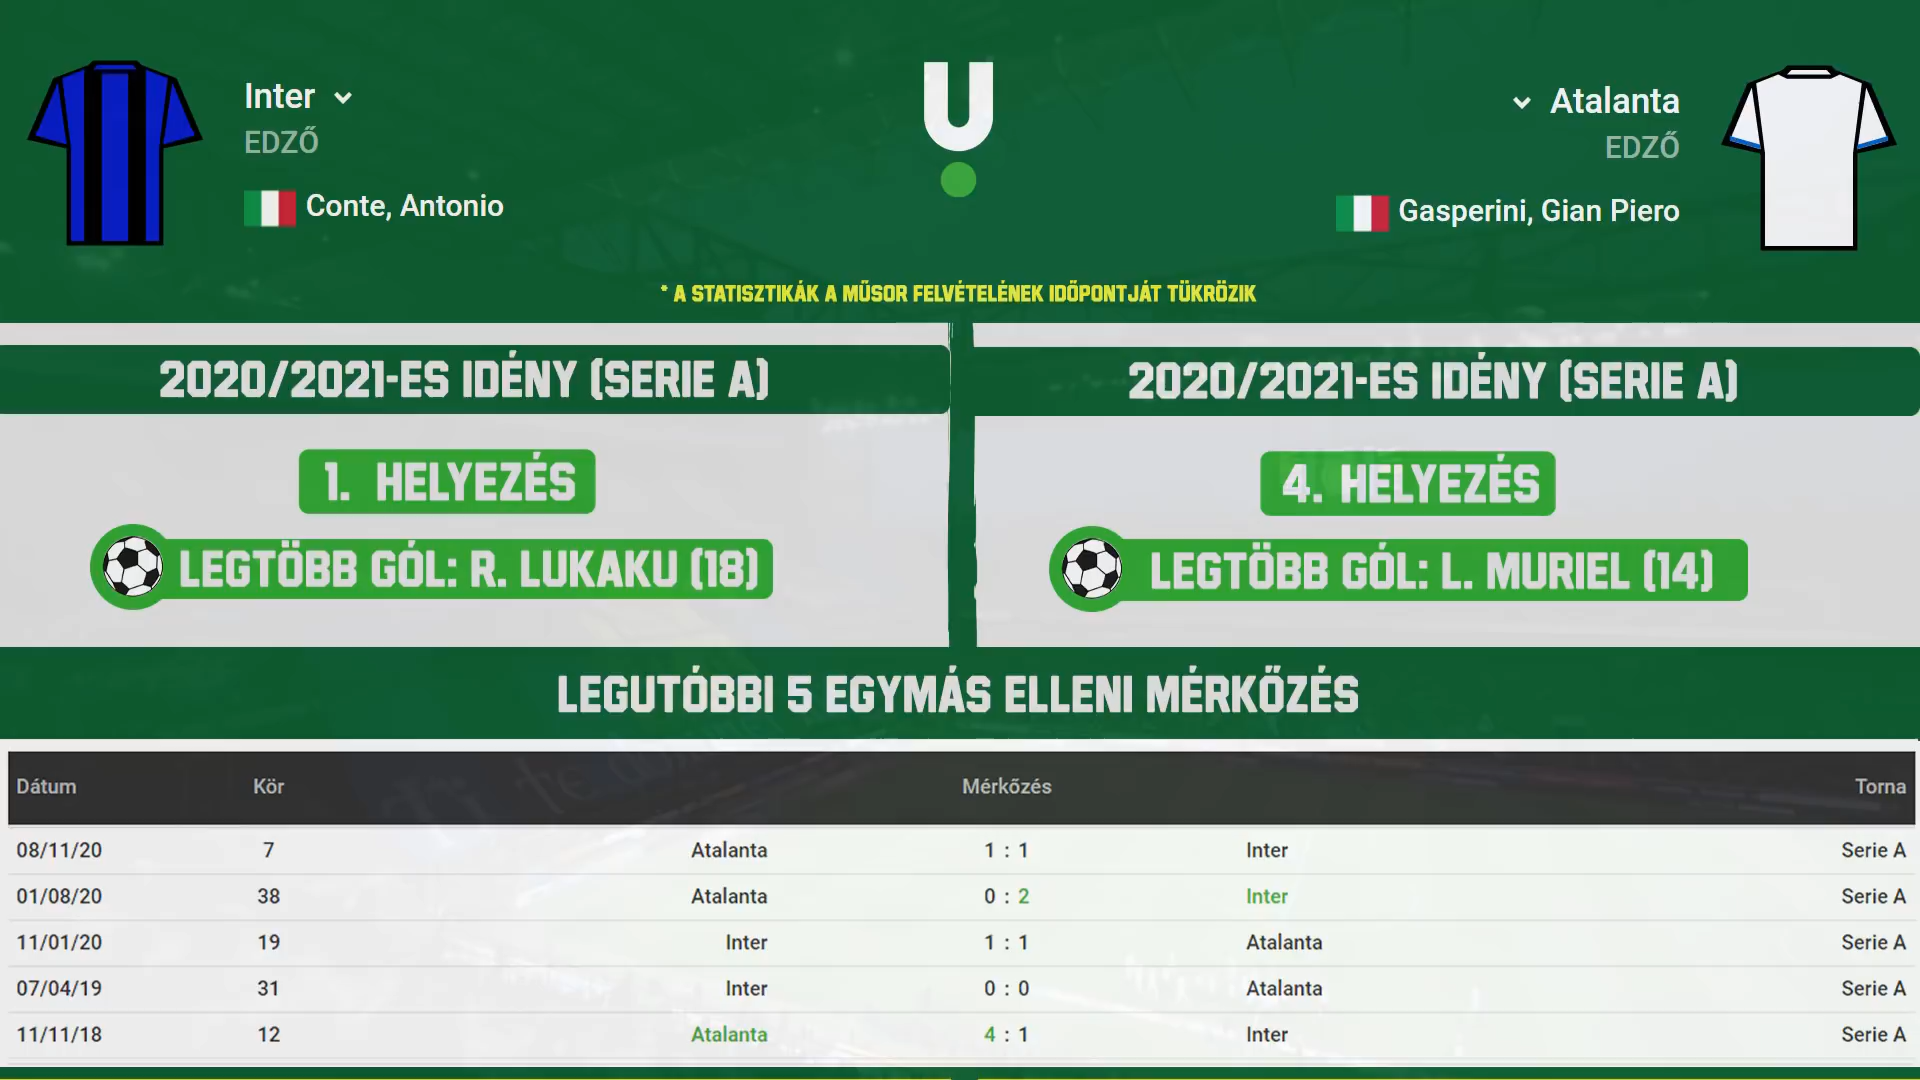 Inter
EDZŐ
Conte, Antonio
U
Atalanta
EDZŐ
Gasperini, Gian Piero
* A STATISZTIKÁK A MŰSOR FELVÉTELÉNEK IDŐPONTJÁT TÜKRÖZIK
2020/2021-ES IDÉNY (SERIE A)
1. HELYEZÉS
LEGTÖBB GÓL: R. LUKAKU (18)
2020/2021-ES IDÉNY (SERIE A)
4. HELYEZÉS
LEGTÖBB GÓL: L. MURIEL (14)
LEGUTÓBBI 5 EGYMÁS ELLENI MÉRKŐZÉS
Dátum Kör Mérkőzés Torna
08/11/20 7 Atalanta 1 : 1 Inter Serie A
01/08/20 38 Atalanta 0 : 2 Inter Serie A
11/01/20 19 Inter 1 : 1 Atalanta Serie A
07/04/19 31 Inter 0 : 0 Atalanta Serie A
11/11/18 12 Atalanta 4 : 1 Inter Serie A